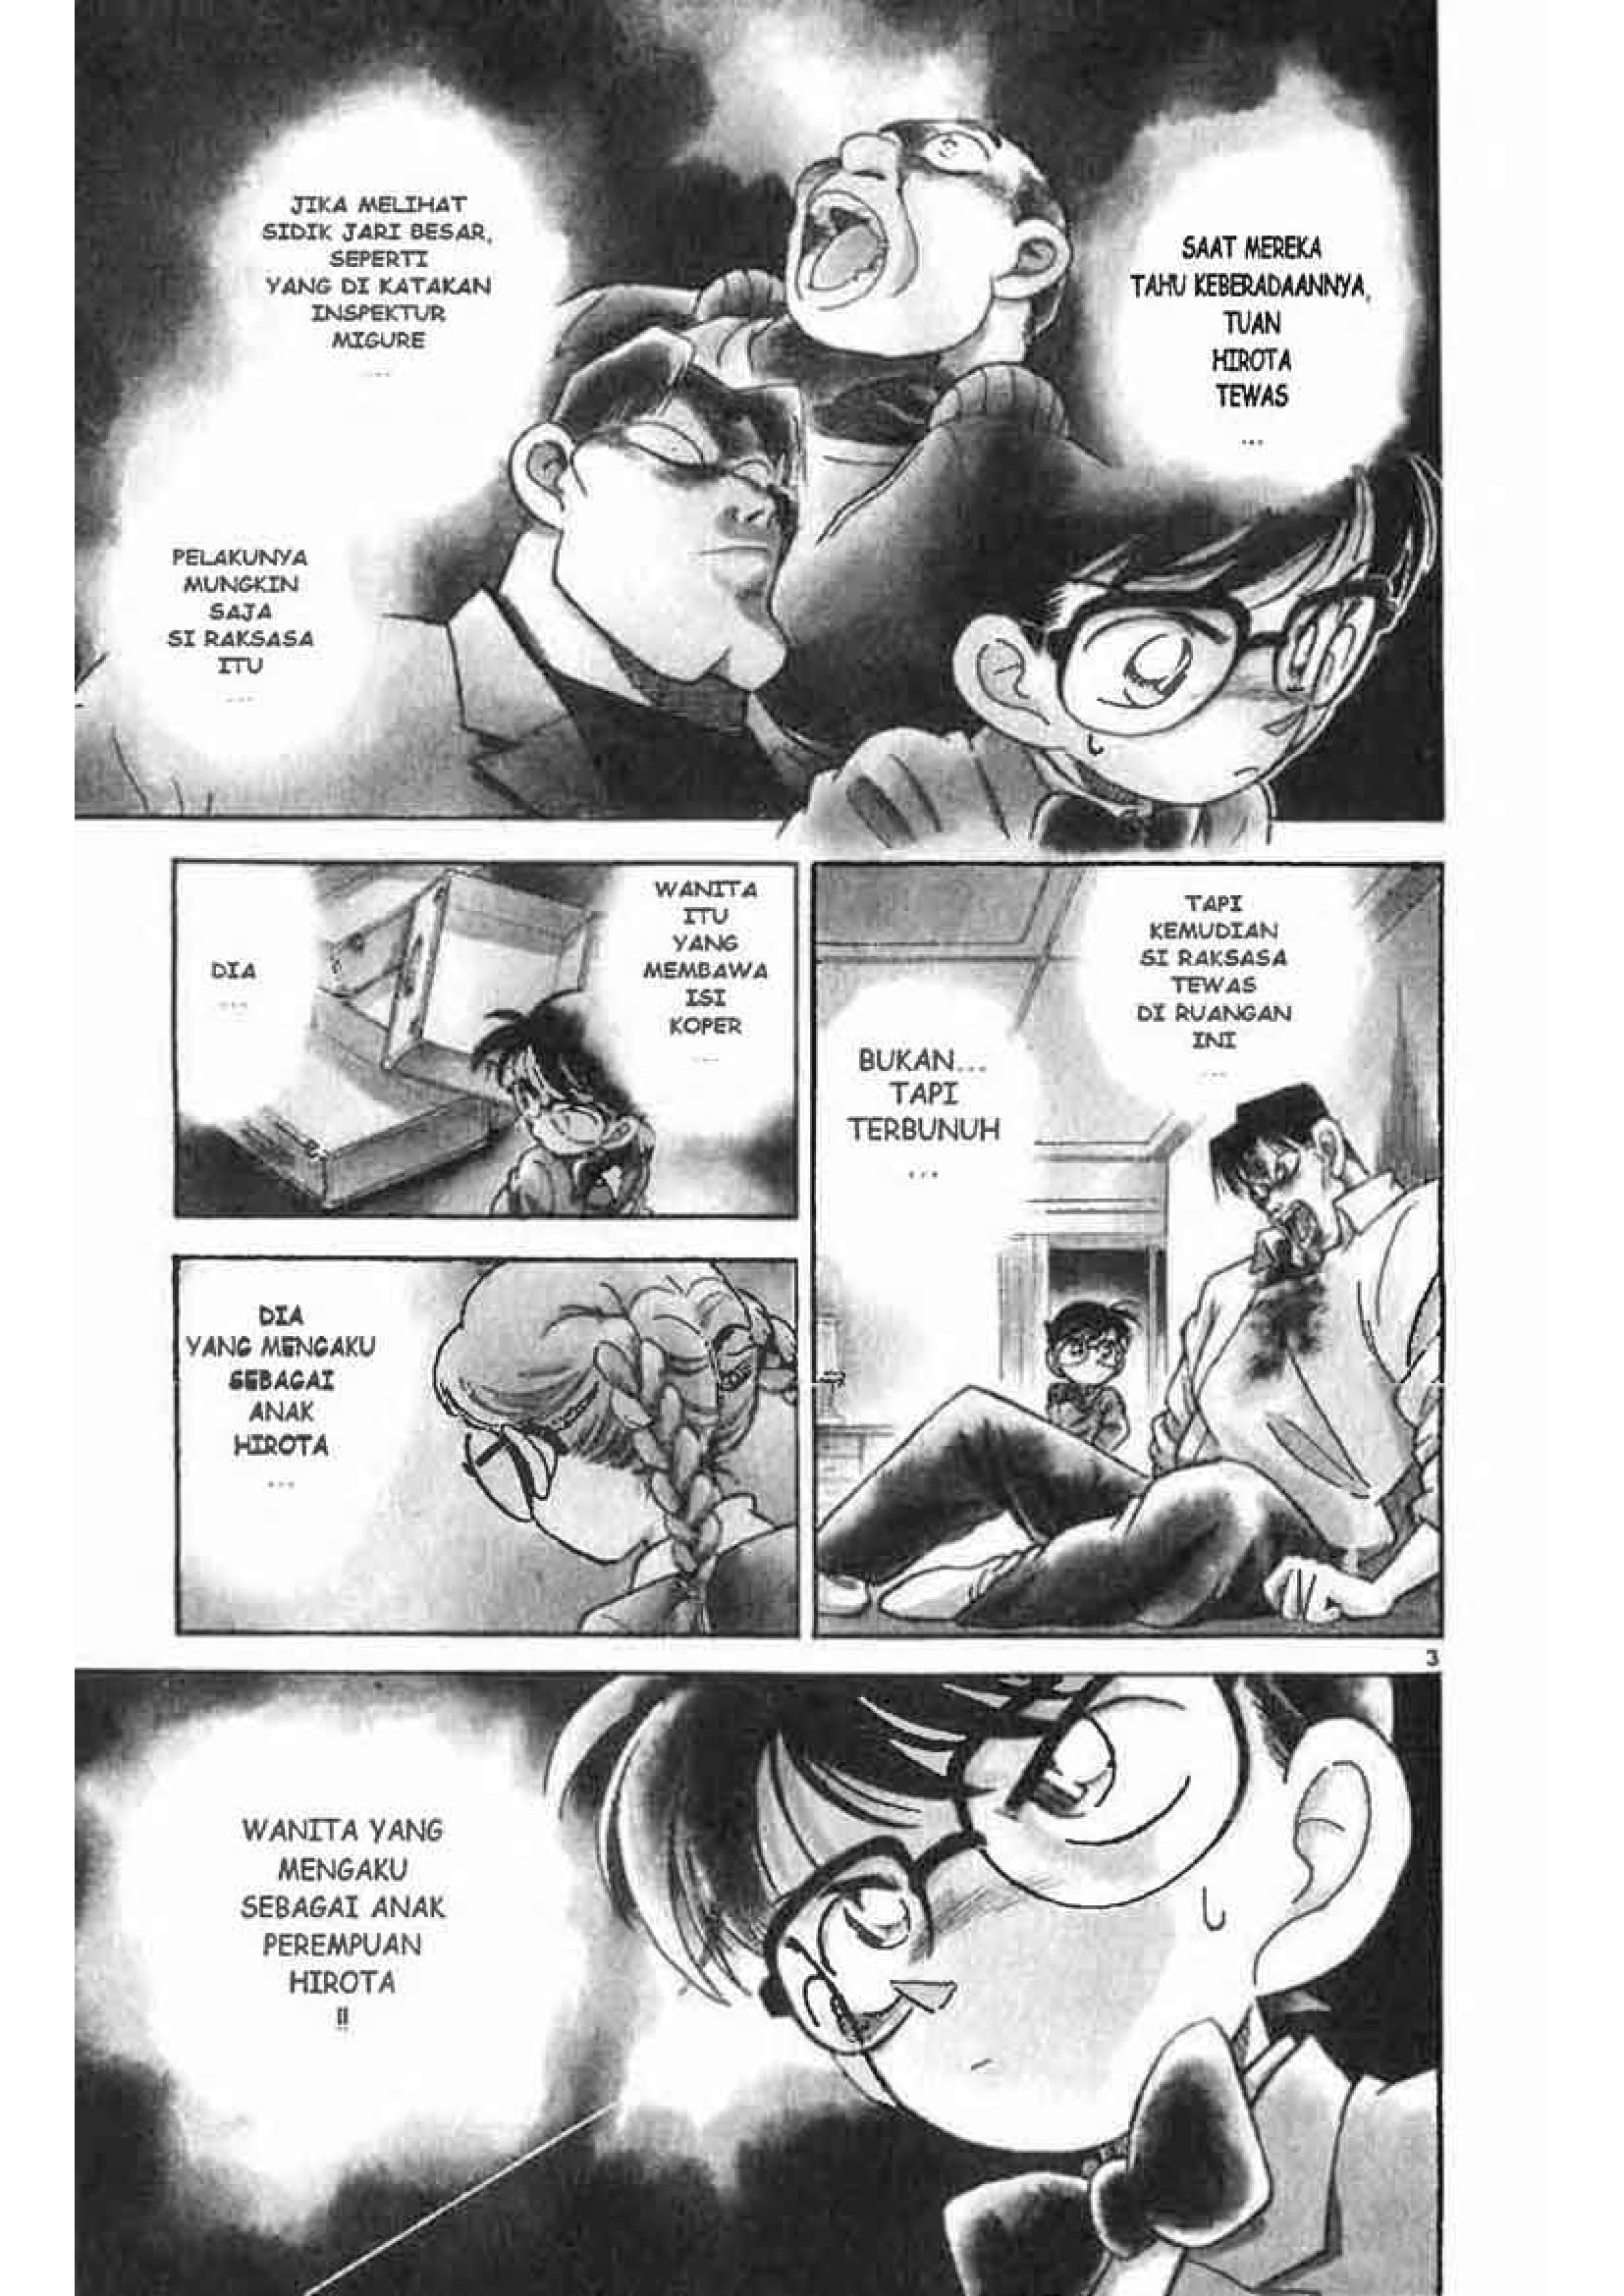 SAAT MEREKA
TAHU KEBERADAANNYA,
TUAN
HIROTA
TEWAS
...
JIKA MELIHAT
SIDIK JARI BESAR,
SEPERTI
YANG DI KATAKAN
INSPEKTUR
MIGURE
...
PELAKUNYA
MUNGKIN
SAJA
SI RAKSASA
ITU
...
TAPI
KEMUDIAN
SI RAKSASA
TEWAS
DI RUANGAN
INI
...
BUKAN...
TAPI
TERBUNUH
...
WANITA
ITU
YANG
MEMBAWA
ISI
KOPER
...
DIA
...
DIA
YANG MENGAKU
SEBAGAI
ANAK
HIROTA
...
3
WANITA YANG
MENGAKU
SEBAGAI ANAK
PEREMPUAN
HIROTA
!!